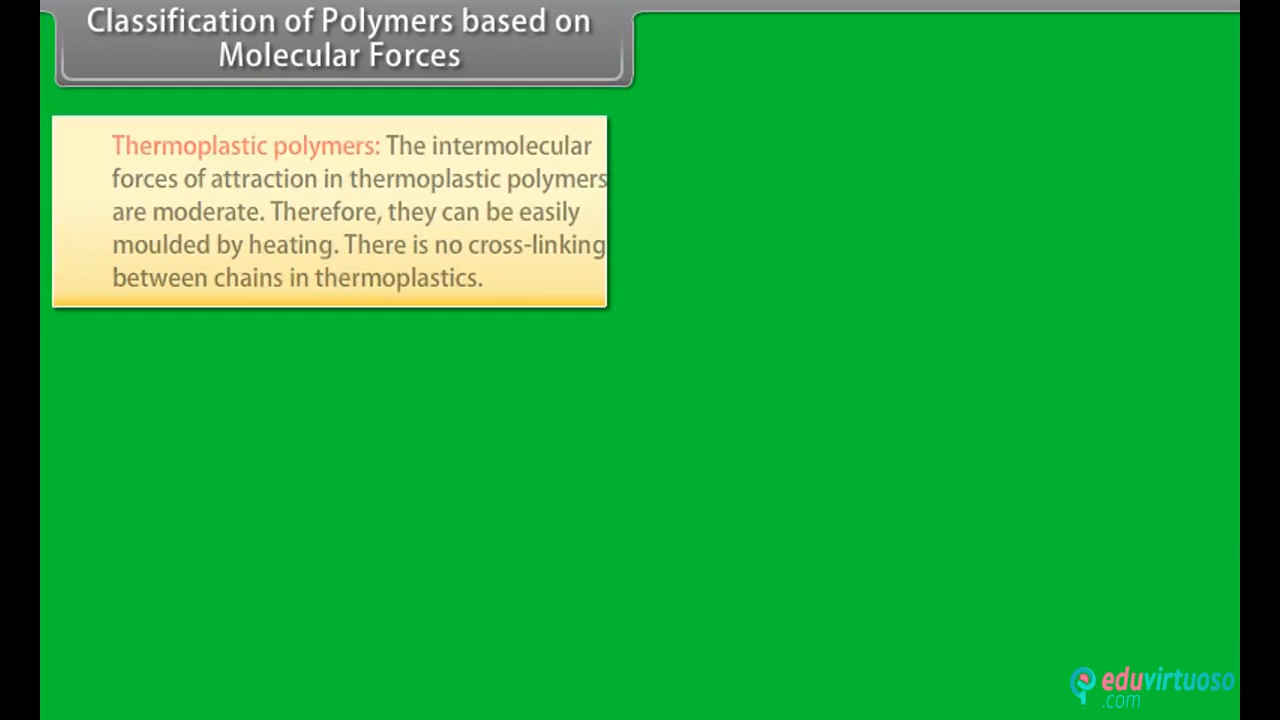 Classification of Polymers based on
Molecular Forces
Thermoplastic polymers: The intermolecular
forces of attraction in thermoplastic polymers
are moderate. Therefore, they can be easily
moulded by heating. There is no cross-linking
between chains in thermoplastics.
eduvirtuoso
.com